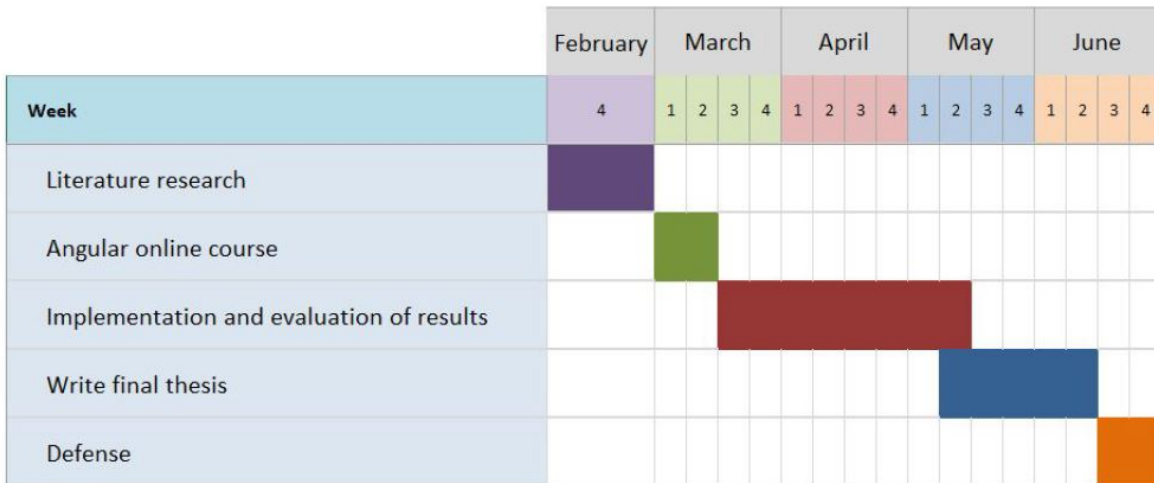 February March April May June
Week 4 1 2 3 4 1 2 3 4 1 2 3 4 1 2 3 4
Literature research
Angular online course
Implementation and evaluation of results
Write final thesis
Defense